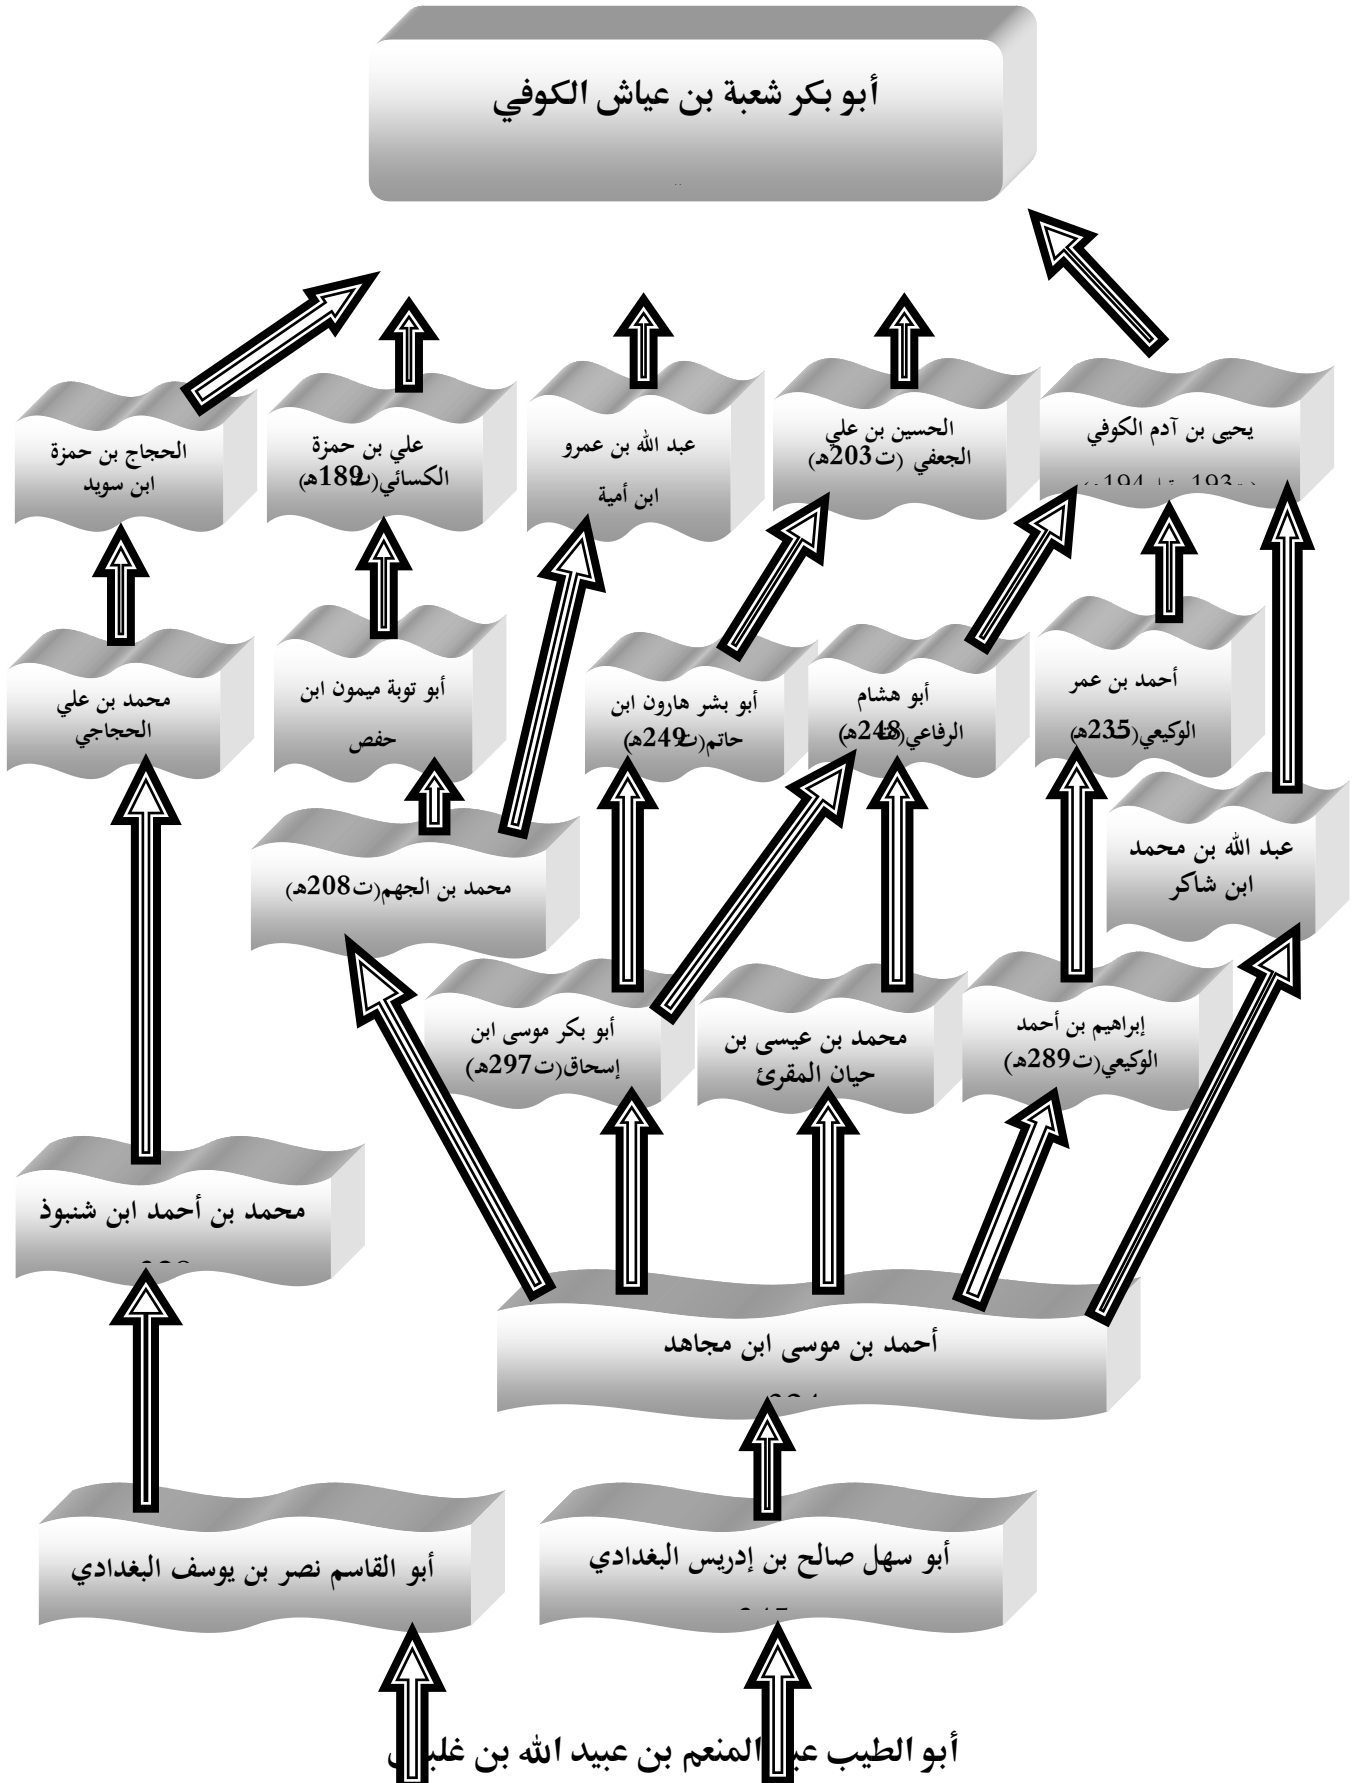 أبو بكر شعبة بن عياش الكوفي
يحيى بن آدم الكوفي
الحسين بن علي
الجعفي (ت203هـ)
عبد الله بن عمرو
ابن أمية
علي بن حمزة
الكسائي(ت189هـ)
الحجاج بن حمزة
ابن سويد
أحمد بن عمر
الوكيعي(ت235هـ)
أبو هشام
الرفاعي(ت248هـ)
أبو بشر هارون ابن
حاتم(ت249هـ)
أبو توبة ميمون ابن
حفص
محمد بن علي
الحجاجي
عبد الله بن محمد
ابن شاكر
محمد بن الجهم(ت208هـ)
إبراهيم بن أحمد
الوكيعي(ت289هـ)
محمد بن عيسى بن
حيان المقرئ
أبو بكر موسى ابن
إسحاق(ت297هـ)
محمد بن أحمد ابن شنبوذ
أحمد بن موسى ابن مجاهد
أبو سهل صالح بن إدريس البغدادي
أبو القاسم نصر بن يوسف البغدادي
أبو الطيب عبد المنعم بن عبيد الله بن غلبون